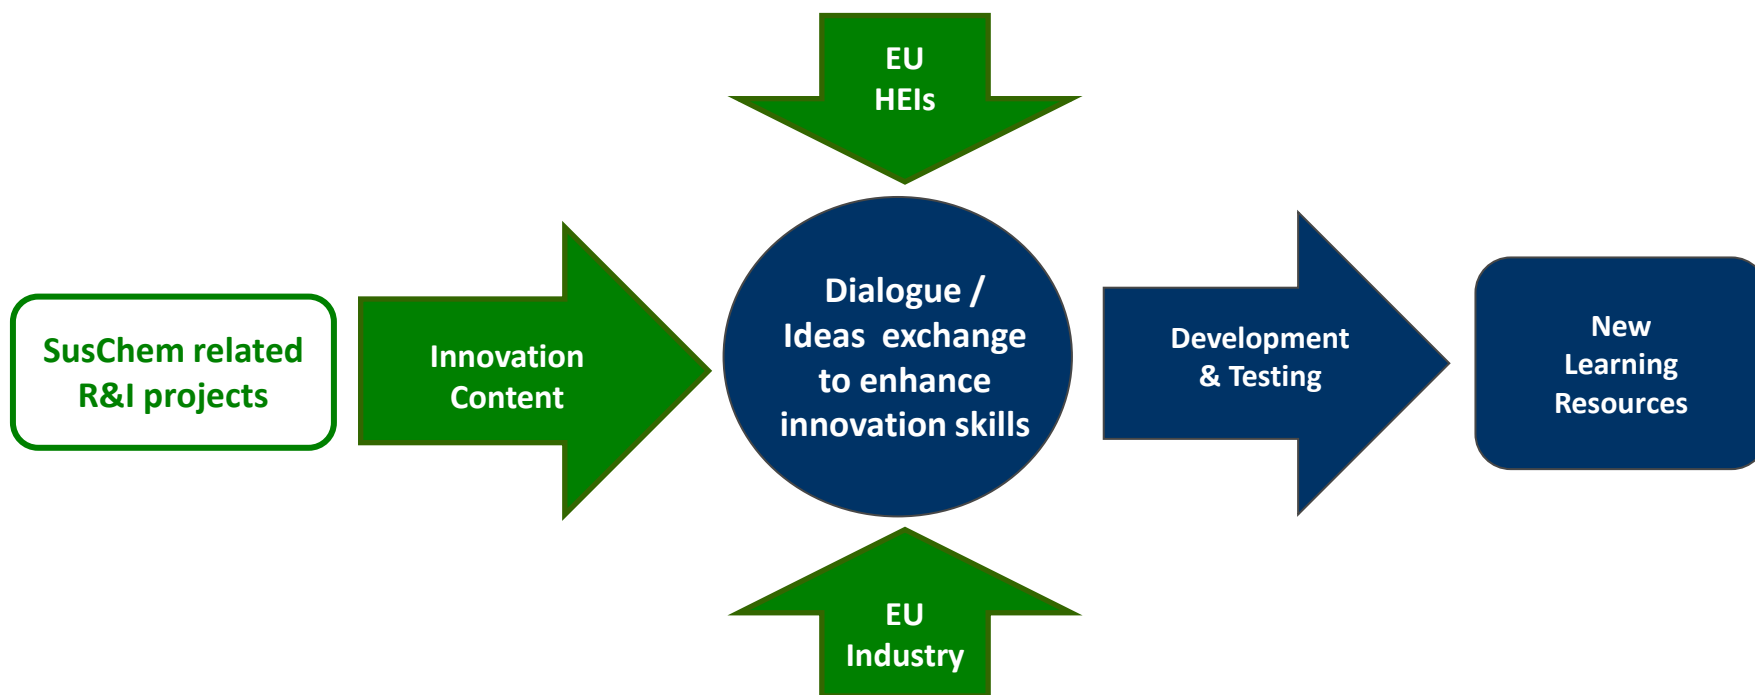 EU
HEIs
SusChem related
R&I projects
Innovation
Content
Dialogue /
Ideas exchange
to enhance
innovation skills
Development
& Testing
New
Learning
Resources
EU
Industry